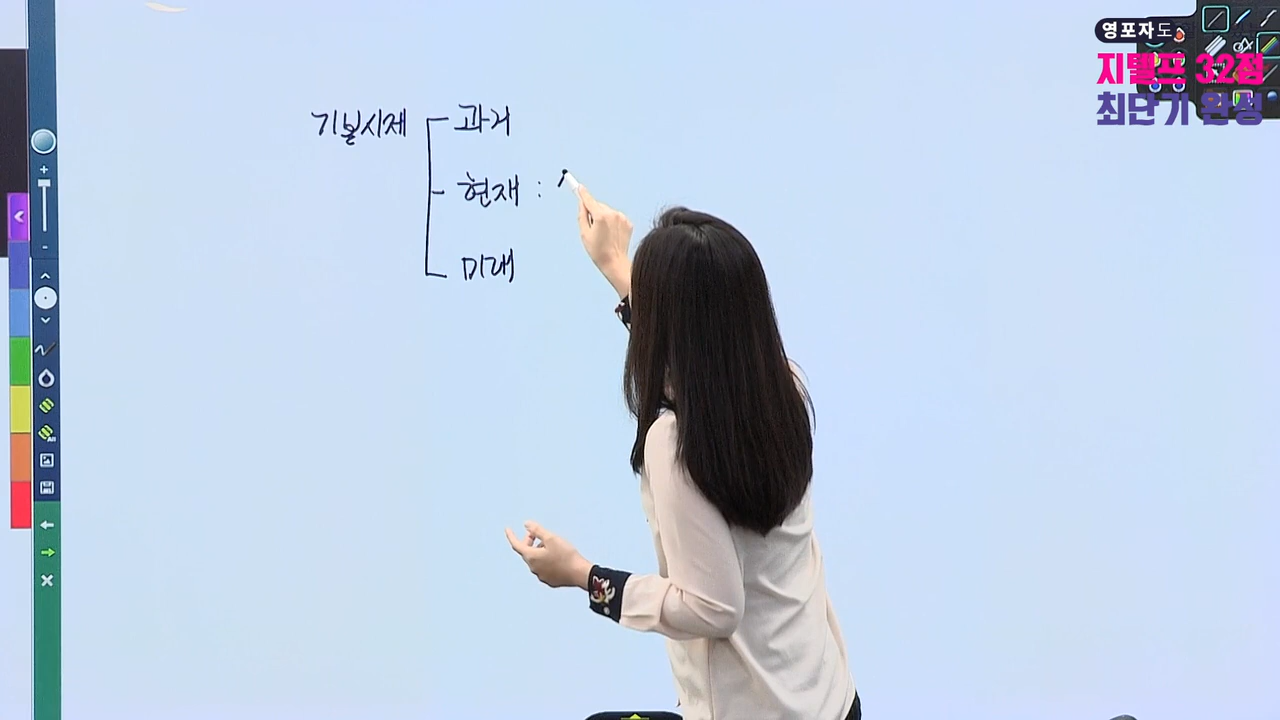 영포자도
지텔프 32점
최단기 완성
기본시제
과거
현재 :
미래